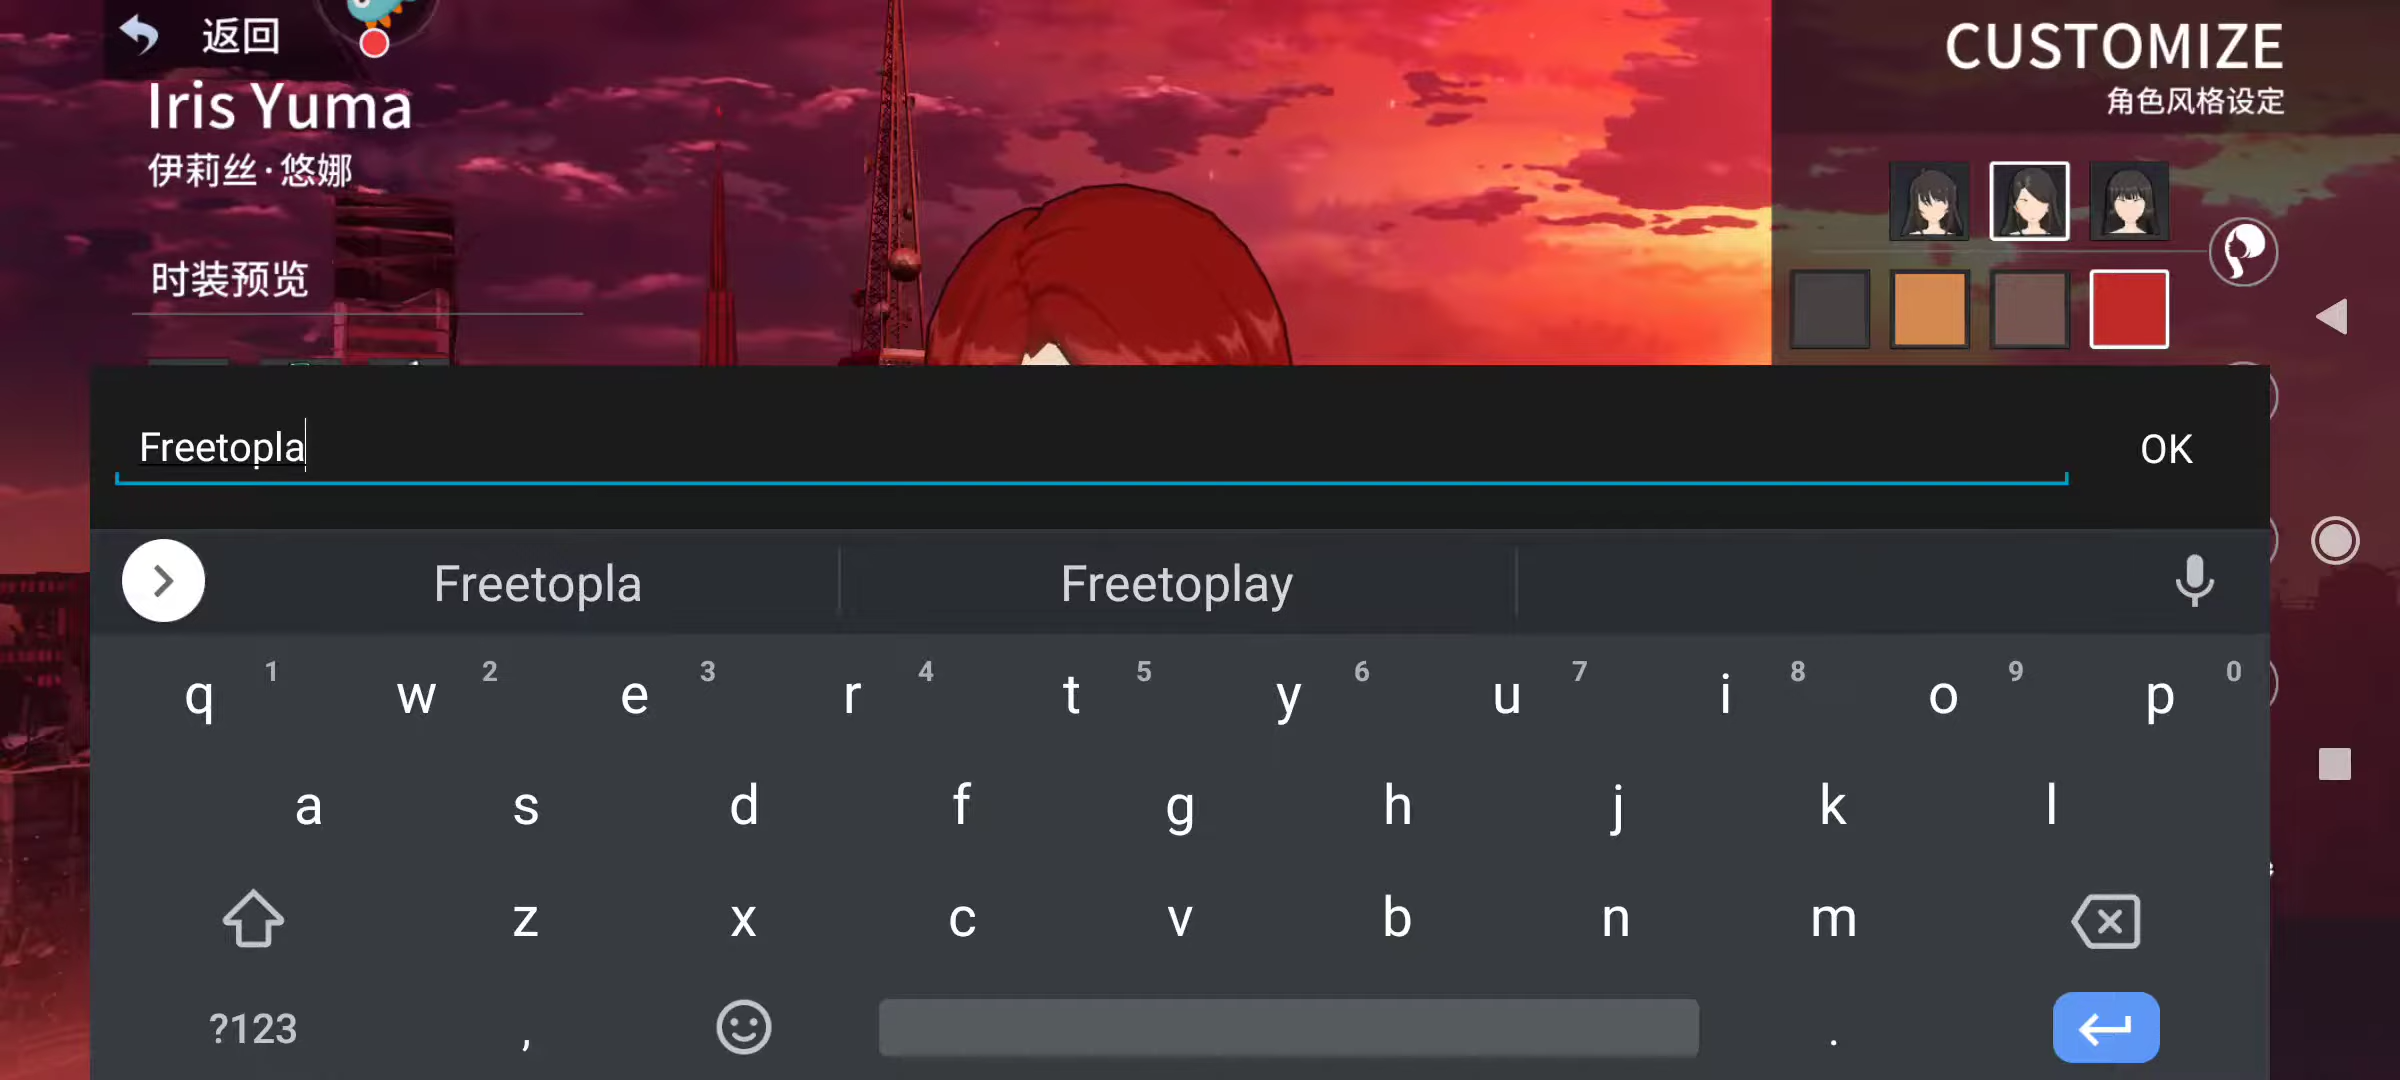 返回
Iris Yuma
伊莉丝·悠娜
时装预览
CUSTOMIZE
角色风格设定
Freetopla
OK
Freetopla Freetoplay
q 1 w 2 e 3 r 4 t 5 y 6 u 7 i 8 o 9 p 0
a s d f g h j k l
z x c v b n m
?123 , .